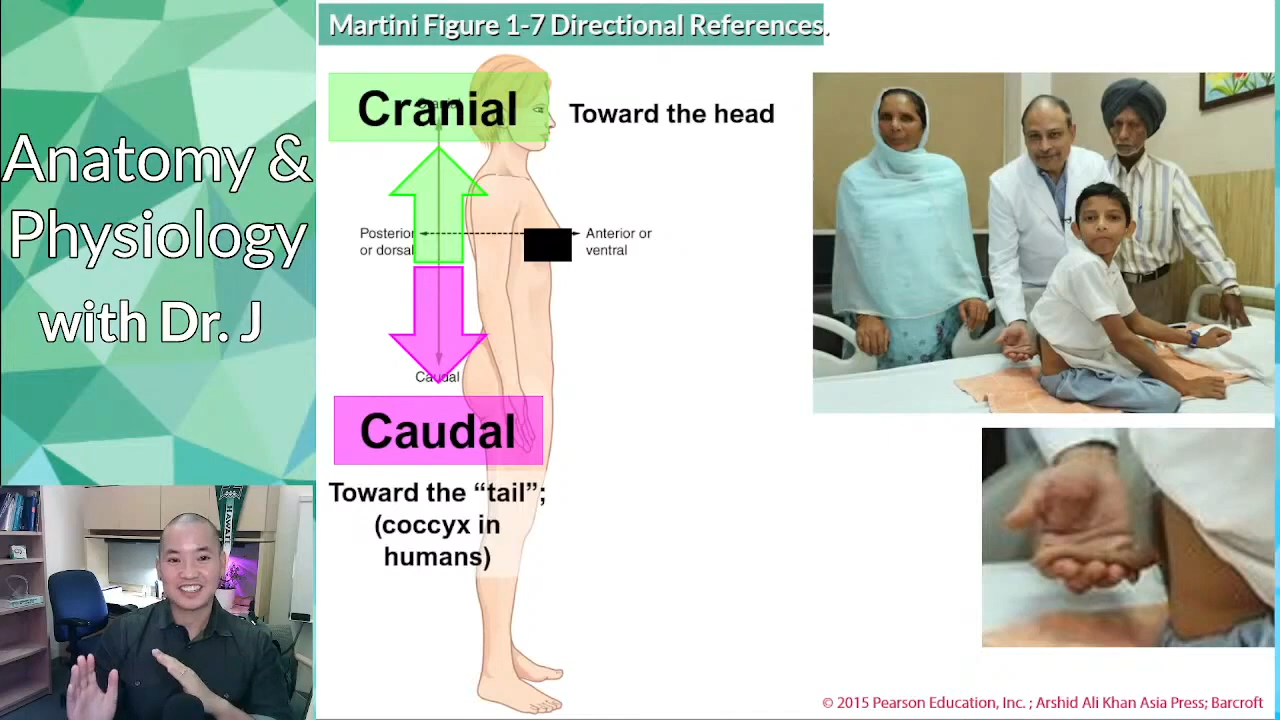 Martini Figure 1-7 Directional References.
Anatomy &
Physiology
with Dr. J
Cranial
Toward the head
Posterior
or dorsal
Anterior or
ventral
Caudal
Caudal
Toward the “tail”;
(coccyx in
humans)
HAWAI'I
© 2015 Pearson Education, Inc. ; Arshid Ali Khan Asia Press; Barcroft